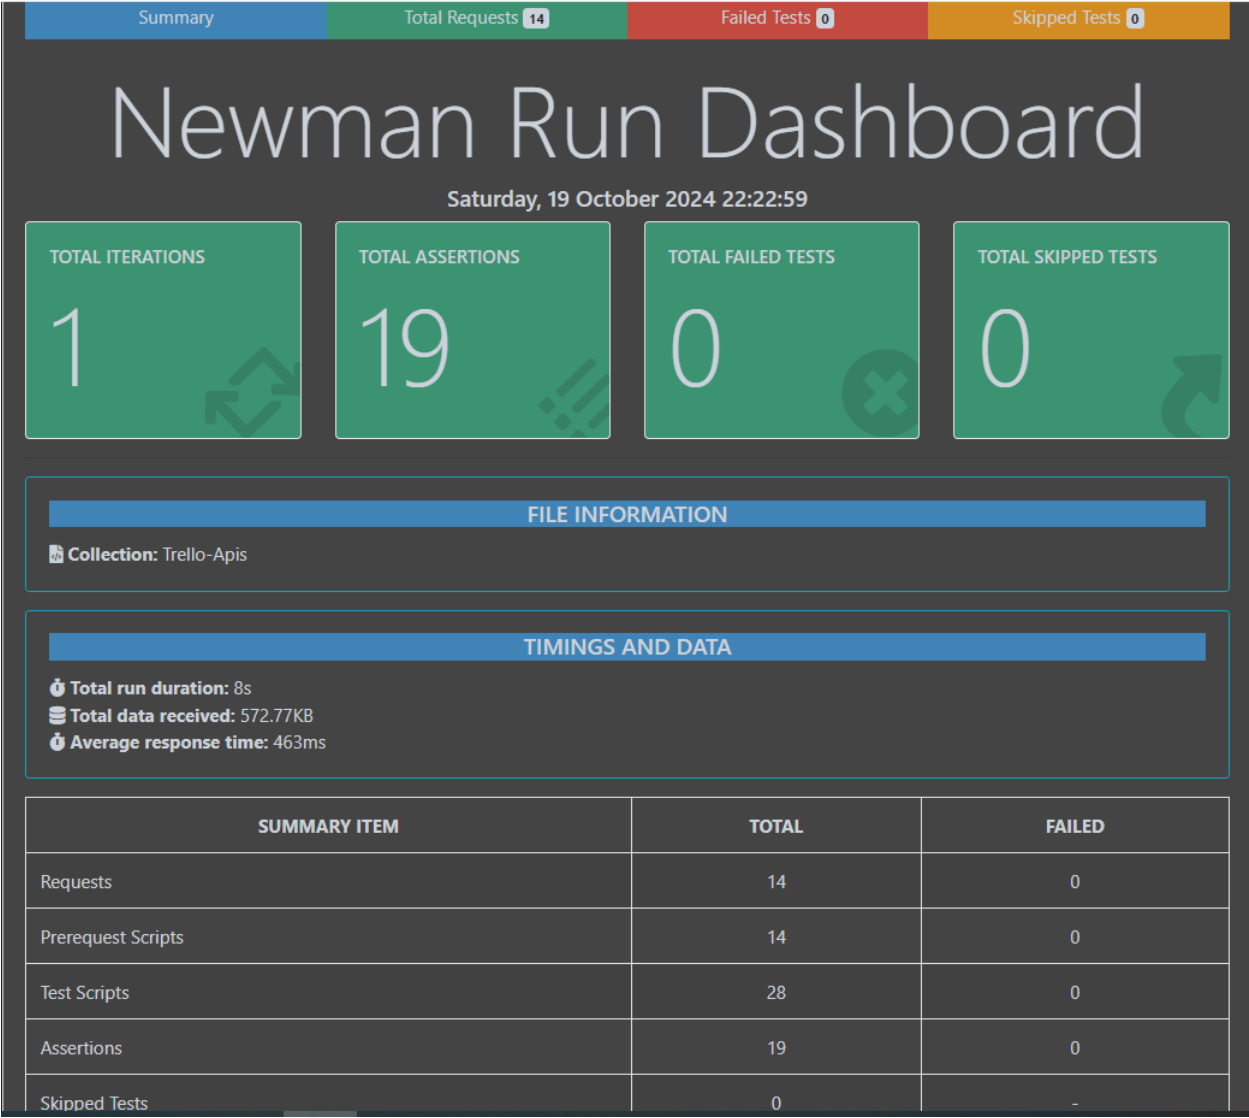 Summary Total Requests 14 Failed Tests 0 Skipped Tests 0
Newman Run Dashboard
Saturday, 19 October 2024 22:22:59
TOTAL ITERATIONS TOTAL ASSERTIONS TOTAL FAILED TESTS TOTAL SKIPPED TESTS
1 19 0 0
FILE INFORMATION
Collection: Trello-Apis
TIMINGS AND DATA
Total run duration: 8s
Total data received: 572.77KB
Average response time: 463ms
SUMMARY ITEM TOTAL FAILED
Requests 14 0
Prerequest Scripts 14 0
Test Scripts 28 0
Assertions 19 0
Skipped Tests 0 -